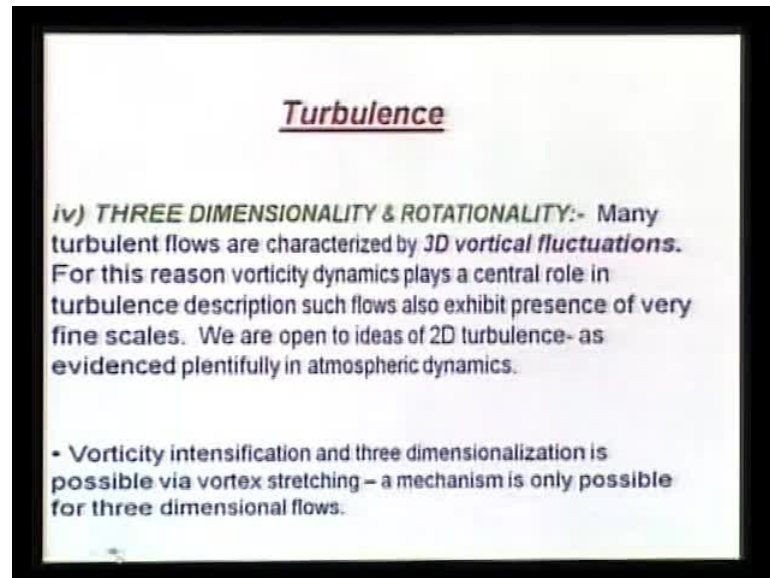 Turbulence
iv) THREE DIMENSIONALITY & ROTATIONALITY:- Many
turbulent flows are characterized by 3D vortical fluctuations.
For this reason vorticity dynamics plays a central role in
turbulence description such flows also exhibit presence of very
fine scales. We are open to ideas of 2D turbulence- as
evidenced plentifully in atmospheric dynamics.
• Vorticity intensification and three dimensionalization is
possible via vortex stretching – a mechanism is only possible
for three dimensional flows.